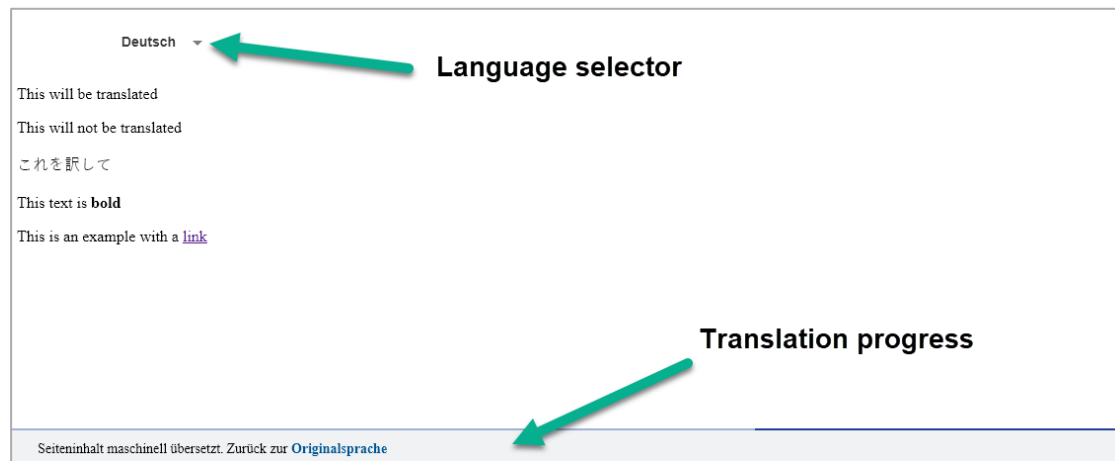 Deutsch
Language selector
This will be translated
This will not be translated
これを訳して
This text is bold
This is an example with a link
Translation progress
Seiteninhalt maschinell übersetzt. Zurück zur Originalsprache